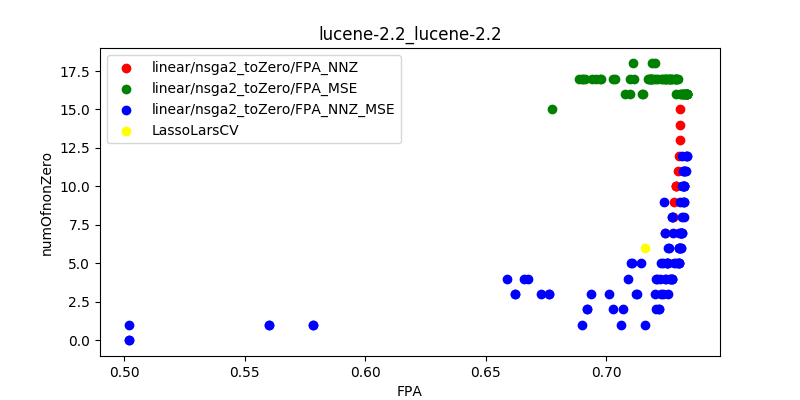 lucene-2.2_lucene-2.2
linear/nsga2_toZero/FPA_NNZ
linear/nsga2_toZero/FPA_MSE
linear/nsga2_toZero/FPA_NNZ_MSE
LassoLarsCV
numOfnonZero
17.5
15.0
12.5
10.0
7.5
5.0
2.5
0.0
0.50 0.55 0.60 0.65 0.70
FPA